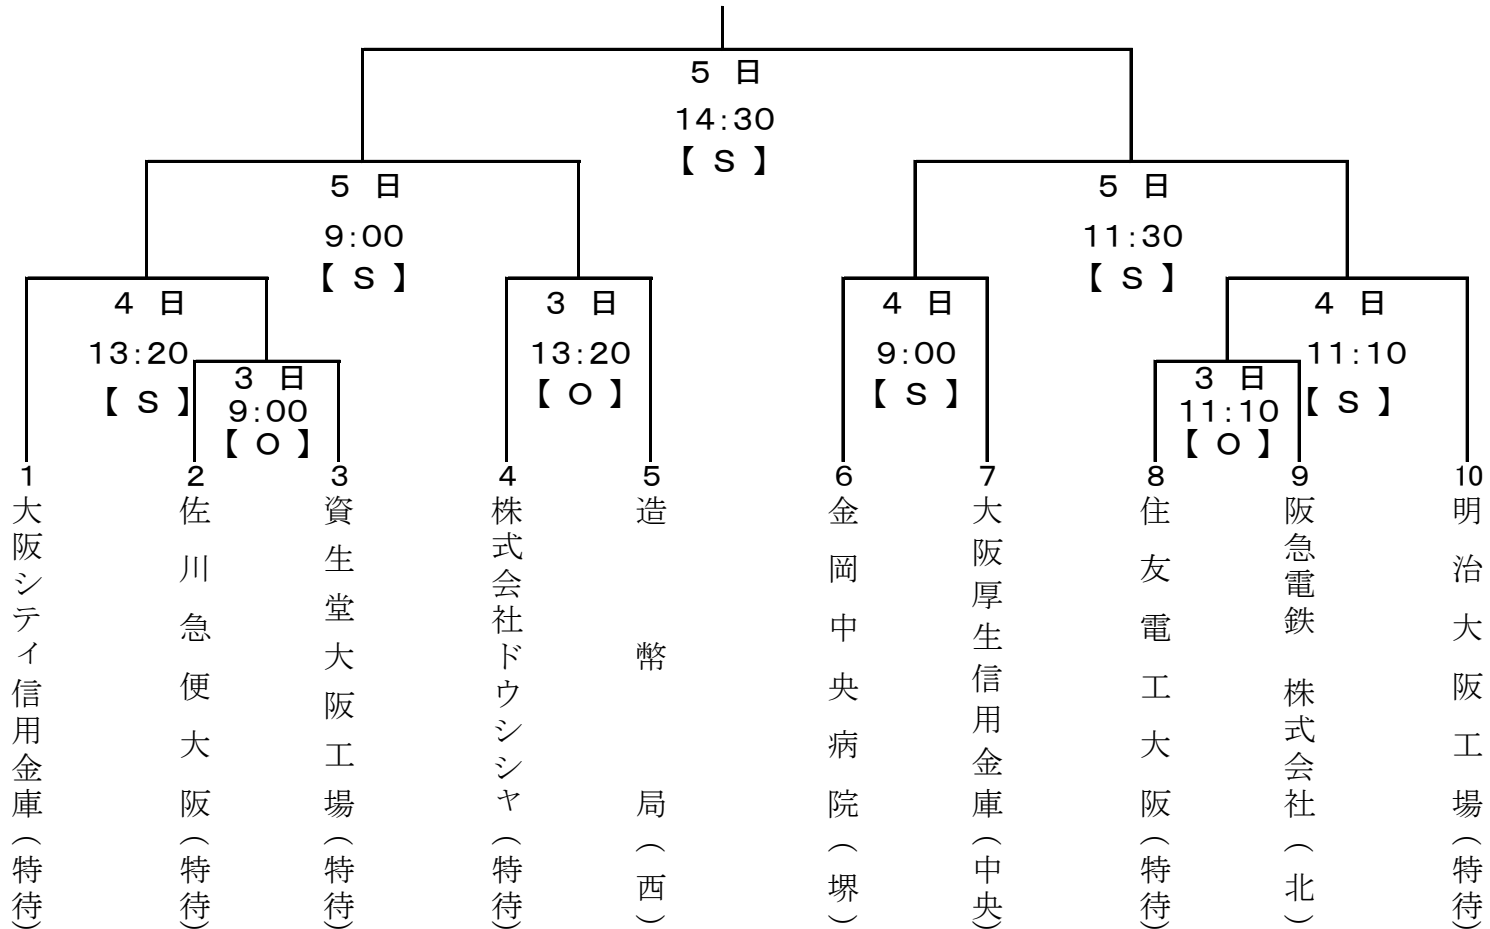 5 日
14:30
【 S 】
5 日
9:00
【 S 】
5 日
11:30
【 S 】
4 日
13:20
【 S 】
3 日
9:00
【 O 】
3 日
13:20
【 O 】
4 日
9:00
【 S 】
3 日
11:10
【 O 】
4 日
11:10
【 S 】
1
大阪シティ信用金庫(特待)
2
佐川急便大阪(特待)
3
資生堂大阪工場(特待)
4
株式会社ドウシシャ(特待)
5
造幣局(西)
6
金岡中央病院(堺)
7
大阪厚生信用金庫(中央)
8
住友電工大阪(特待)
9
阪急電鉄 株式会社(北)
10
明治大阪工場(特待)